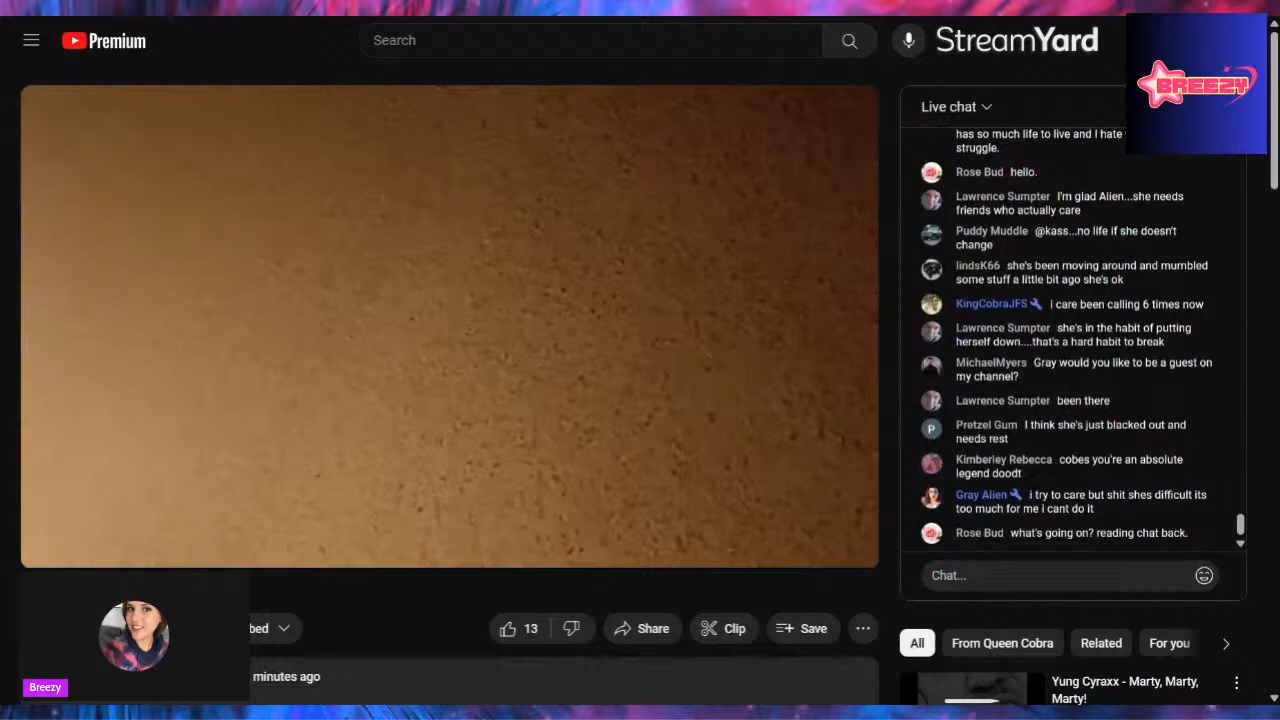 Premium
Search
StreamYard
BREEZY
Live chat
has so much life to live and I hate
struggle.
Rose Bud hello.
Lawrence Sumpter I'm glad Alien...she needs
friends who actually care
Puddy Muddle @kass...no life if she doesn't
change
lindsK66 she's been moving around and mumbled
some stuff a little bit ago she's ok
KingCobraJFS i care been calling 6 times now
Lawrence Sumpter she's in the habit of putting
herself down....that's a hard habit to break
MichaelMyers Gray would you like to be a guest on
my channel?
Lawrence Sumpter been there
P
Pretzel Gum I think she's just blacked out and
needs rest
Kimberley Rebecca cobes you're an absolute
legend doodt
Gray Alien i try to care but shit shes difficult its
too much for me i cant do it
Rose Bud what's going on? reading chat back.
Chat...
bed
13
Share
Clip
Save
All
From Queen Cobra
Related
For you
minutes ago
Breezy
Yung Cyraxx - Marty, Marty,
Marty!